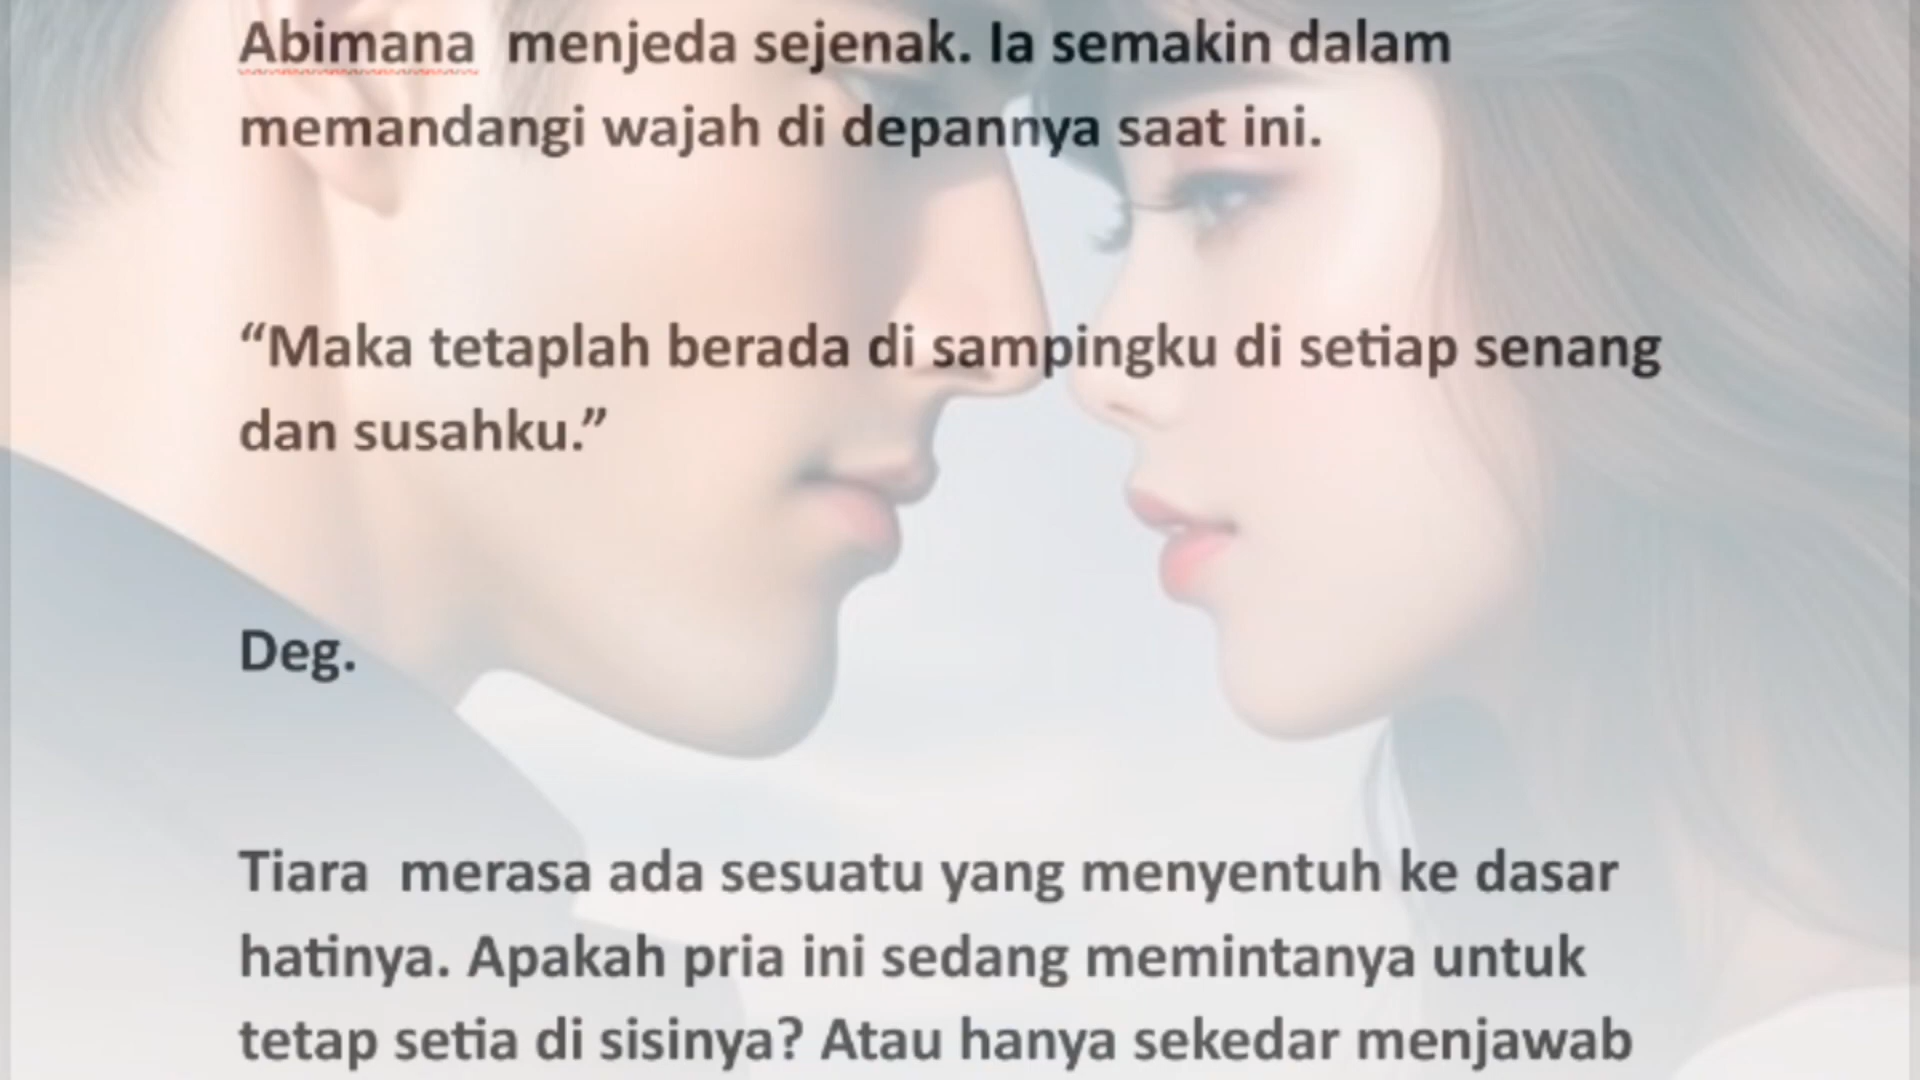 Abimana  menjeda sejenak. Ia semakin dalam
memandangi wajah di depannya saat ini.
“Maka tetaplah berada di sampingku di setiap senang
dan susahku.”
Deg.
Tiara  merasa ada sesuatu yang menyentuh ke dasar
hatinya. Apakah pria ini sedang memintanya untuk
tetap setia di sisinya? Atau hanya sekedar menjawab